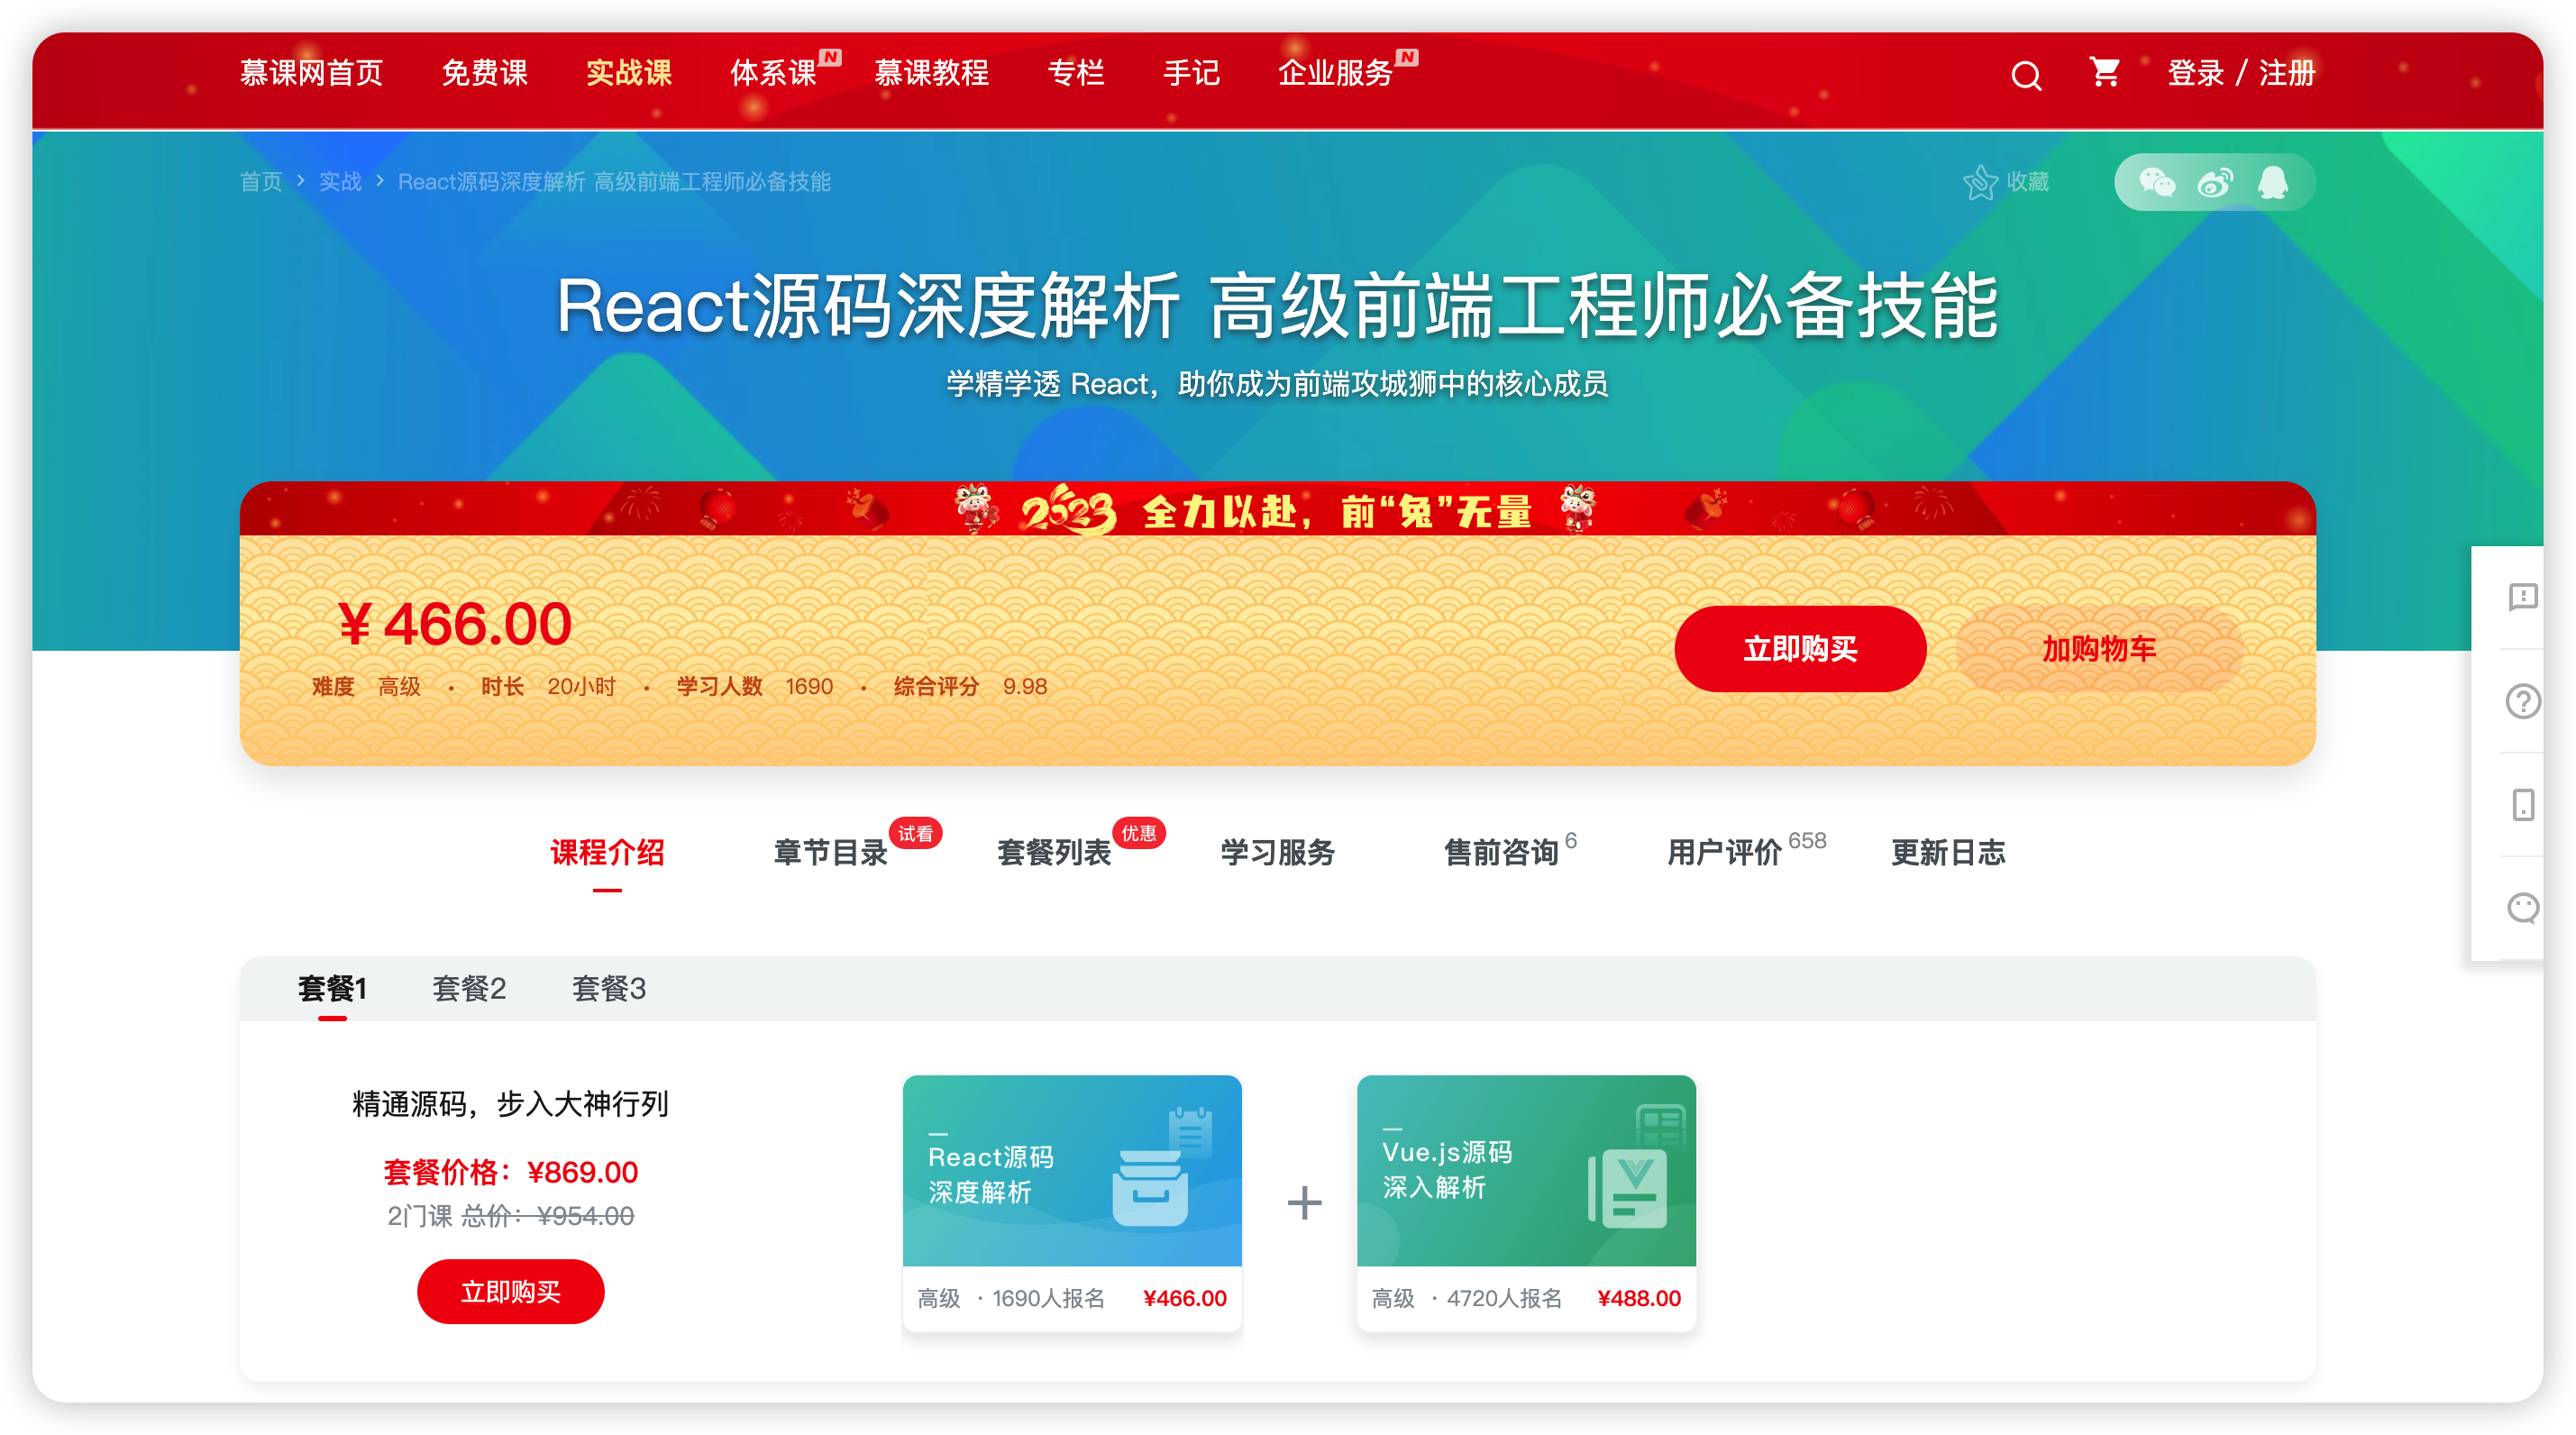 慕课网首页 免费课 实战课 体系课 N 慕课教程 专栏 手记 企业服务 N 登录 / 注册
首页 > 实战 > React源码深度解析 高级前端工程师必备技能 收藏
React源码深度解析 高级前端工程师必备技能
学精学透 React，助你成为前端攻城狮中的核心成员
2023 全力以赴，前“兔”无量
¥ 466.00
难度 高级 · 时长 20小时 · 学习人数 1690 · 综合评分 9.98
立即购买 加购物车
课程介绍 章节目录 试看 套餐列表 优惠 学习服务 售前咨询 6 用户评价 658 更新日志
套餐1 套餐2 套餐3
精通源码，步入大神行列
套餐价格：¥869.00
2门课 总价：¥954.00
立即购买
React源码
深度解析
高级 · 1690人报名 ¥466.00
+
Vue.js源码
深入解析
高级 · 4720人报名 ¥488.00